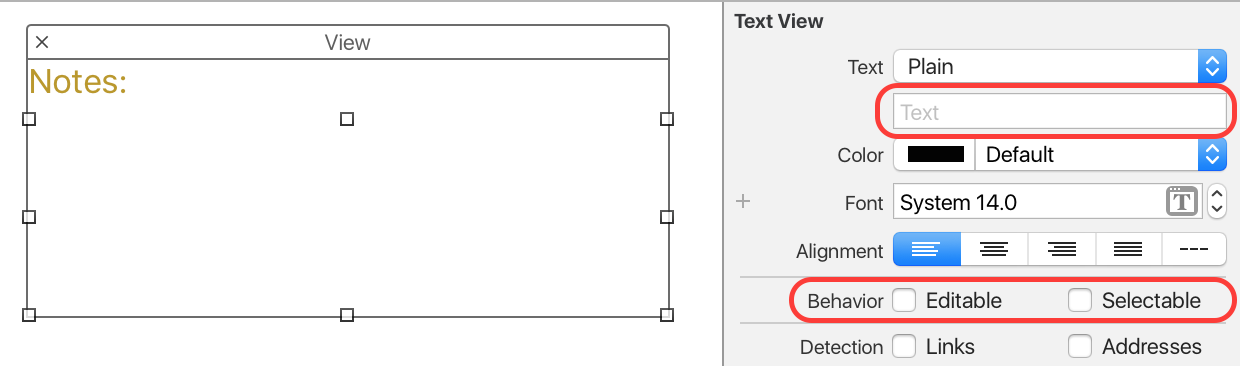 View
Notes:
Text View
Text Plain
Text
Color Default
Font System 14.0 T
Alignment
Behavior Editable Selectable
Detection Links Addresses